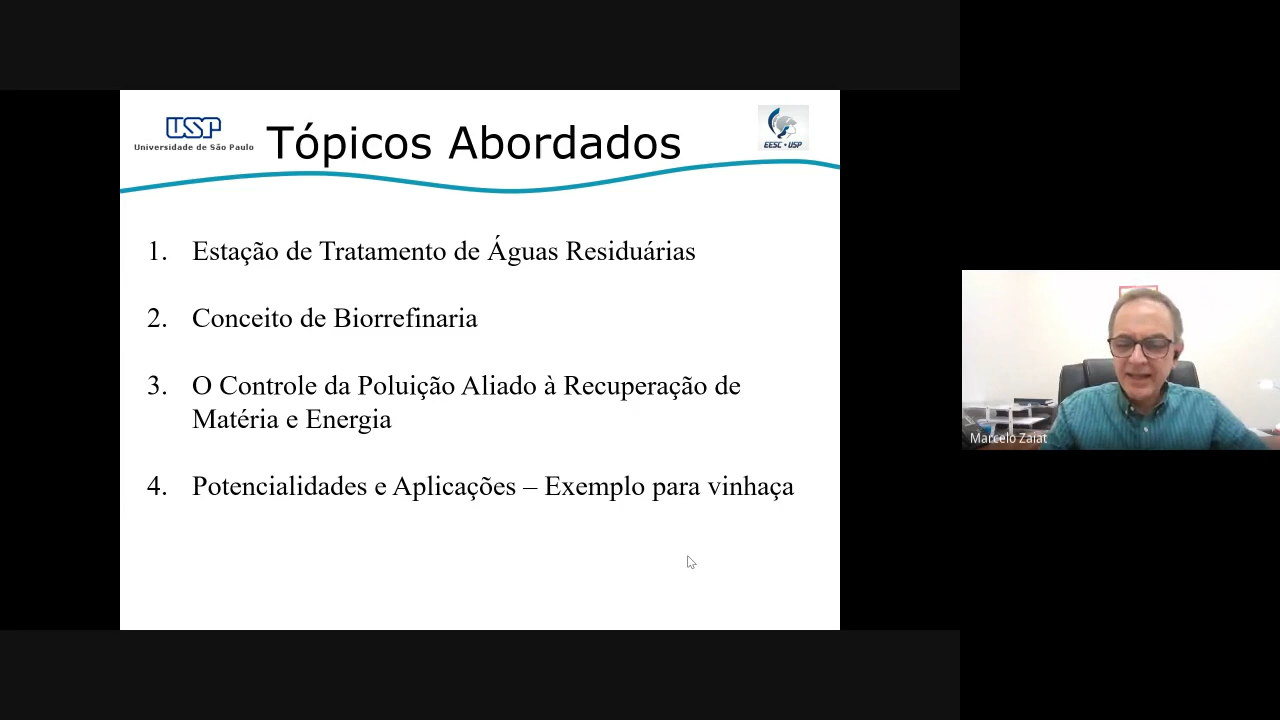 USP
Universidade de São Paulo
Tópicos Abordados
EESC • USP
1. Estação de Tratamento de Águas Residuárias
2. Conceito de Biorrefinaria
3. O Controle da Poluição Aliado à Recuperação de
Matéria e Energia
4. Potencialidades e Aplicações – Exemplo para vinhaça
Marcelo Zaiat